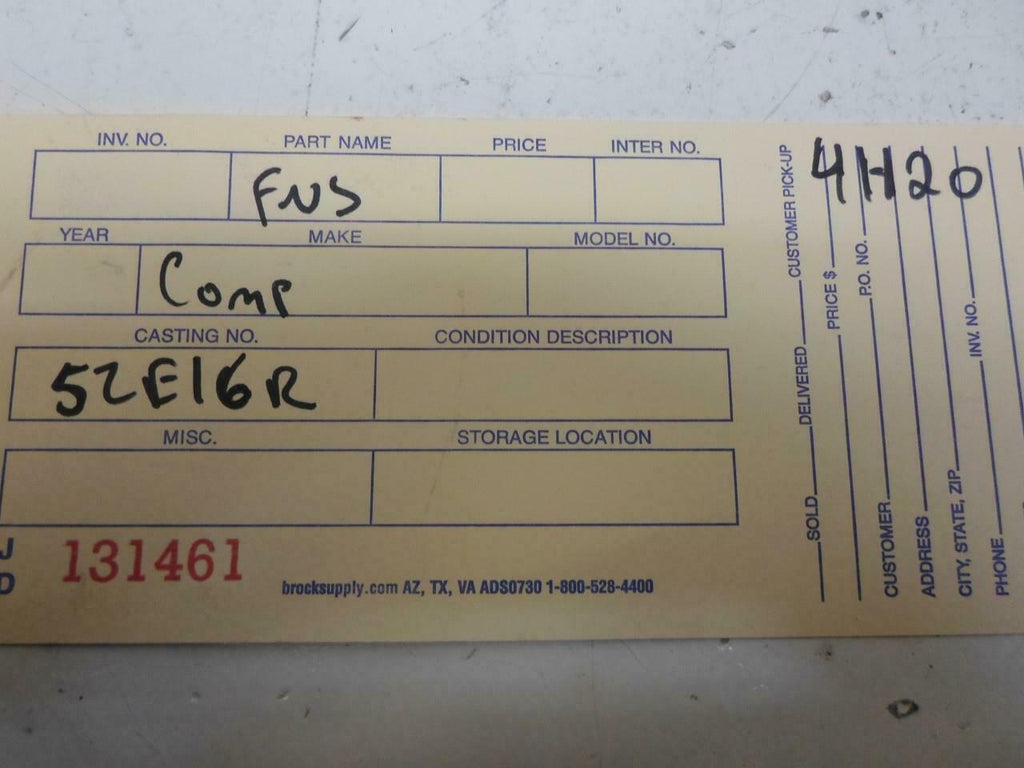 INV. NO. PART NAME PRICE INTER NO.
FNS
YEAR MAKE MODEL NO.
Comp
CASTING NO. CONDITION DESCRIPTION
52E16R
MISC. STORAGE LOCATION
131461
brocksupply.com AZ, TX, VA ADS0730 1-800-528-4400
4H20
SOLD DELIVERED CUSTOMER PICK-UP
PRICE $
P.O. NO.
CUSTOMER
ADDRESS
CITY, STATE, ZIP
PHONE INV. NO.